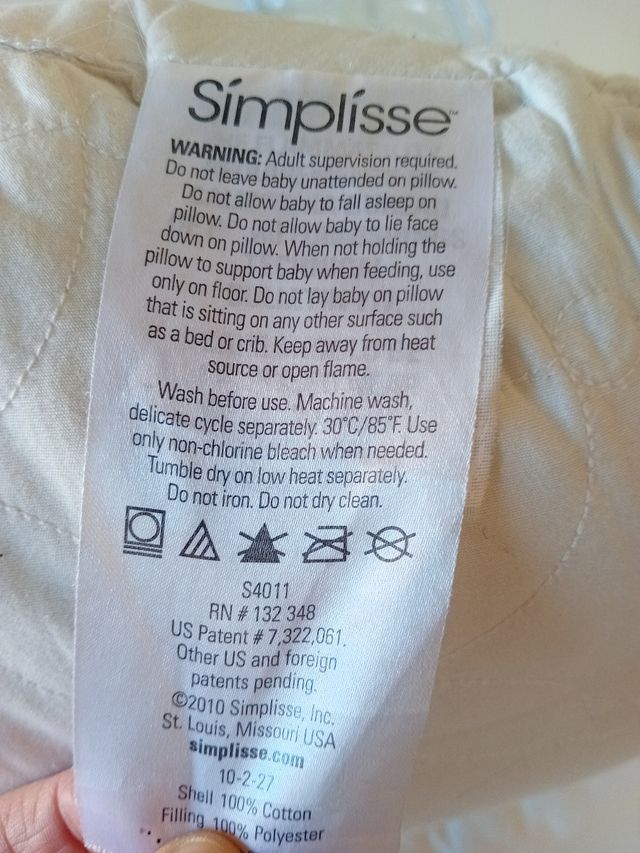 Simplisse™
WARNING: Adult supervision required.
Do not leave baby unattended on pillow.
Do not allow baby to fall asleep on
pillow. Do not allow baby to lie face
down on pillow. When not holding the
pillow to support baby when feeding, use
only on floor. Do not lay baby on pillow
that is sitting on any other surface such
as a bed or crib. Keep away from heat
source or open flame.
Wash before use. Machine wash,
delicate cycle separately. 30°C/85°F. Use
only non-chlorine bleach when needed.
Tumble dry on low heat separately.
Do not iron. Do not dry clean.
S4011
RN # 132 348
US Patent # 7,322,061.
Other US and foreign
patents pending.
©2010 Simplisse, Inc.
St. Louis, Missouri USA
simplisse.com
10-2-27
Shell 100% Cotton
Filling 100% Polyester